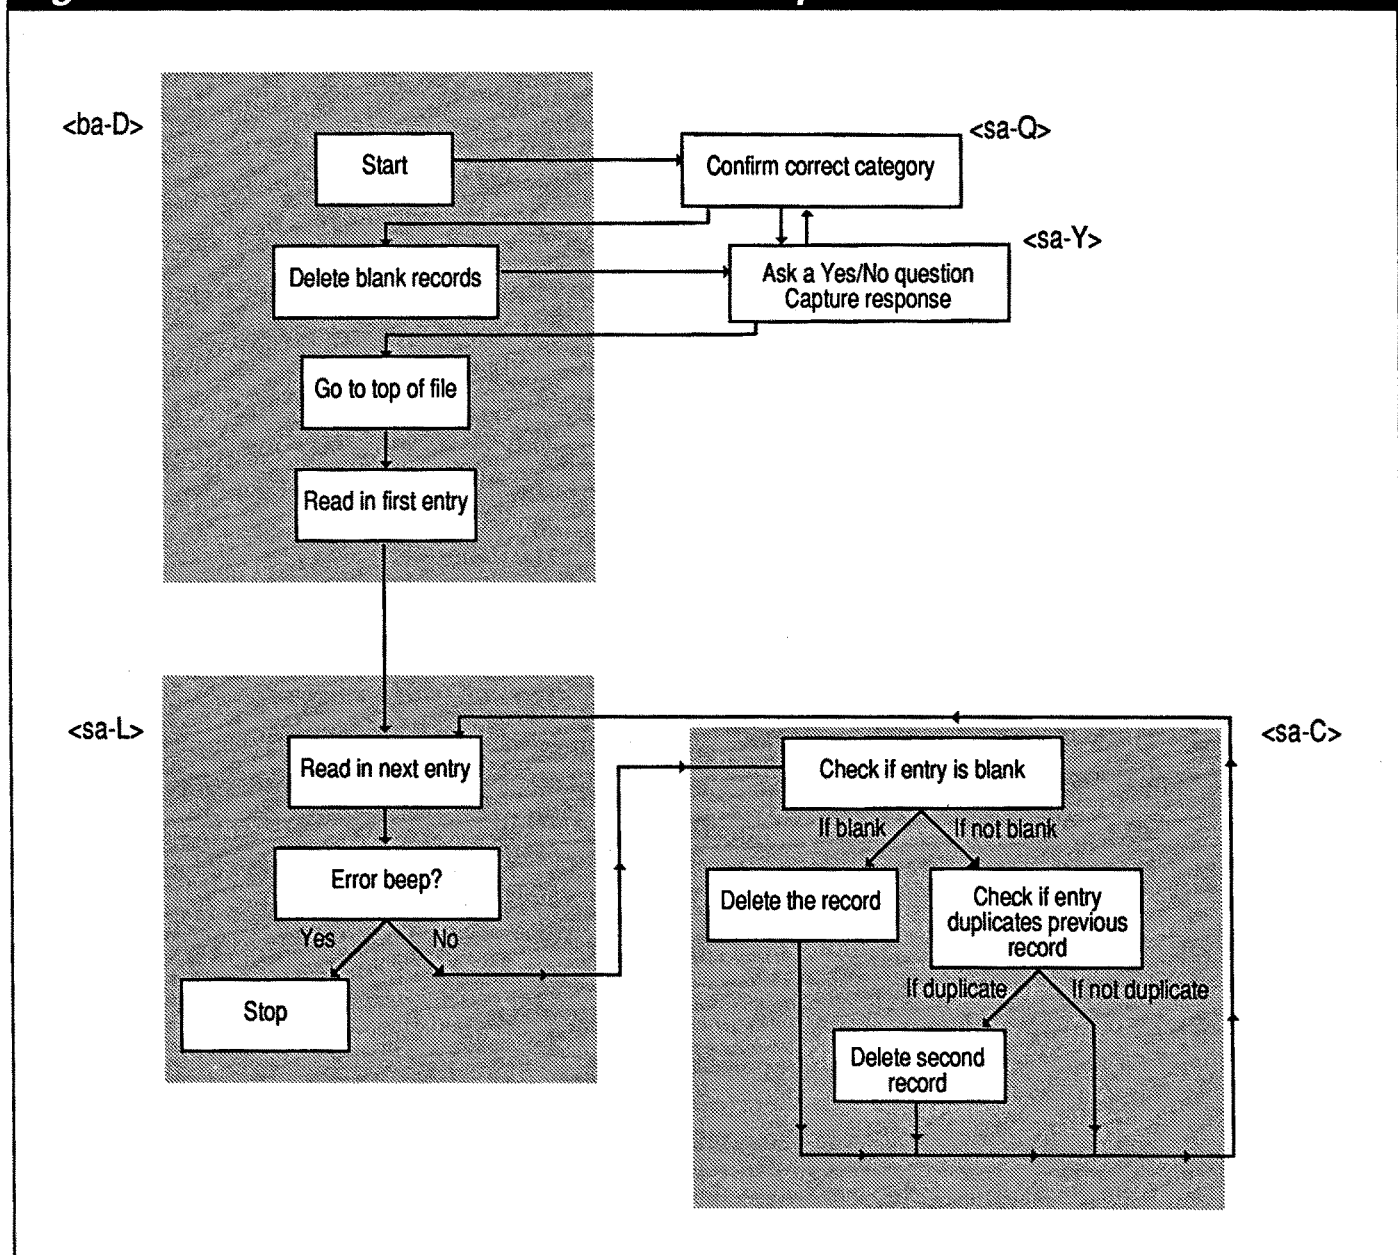 <ba-D>
Start
Confirm correct category
<sa-Q>
Delete blank records
Ask a Yes/No question
Capture response
<sa-Y>
Go to top of file
Read in first entry
<sa-L>
Read in next entry
Error beep?
Yes
No
Stop
<sa-C>
Check if entry is blank
If blank
If not blank
Delete the record
Check if entry
duplicates previous
record
If duplicate
If not duplicate
Delete second
record